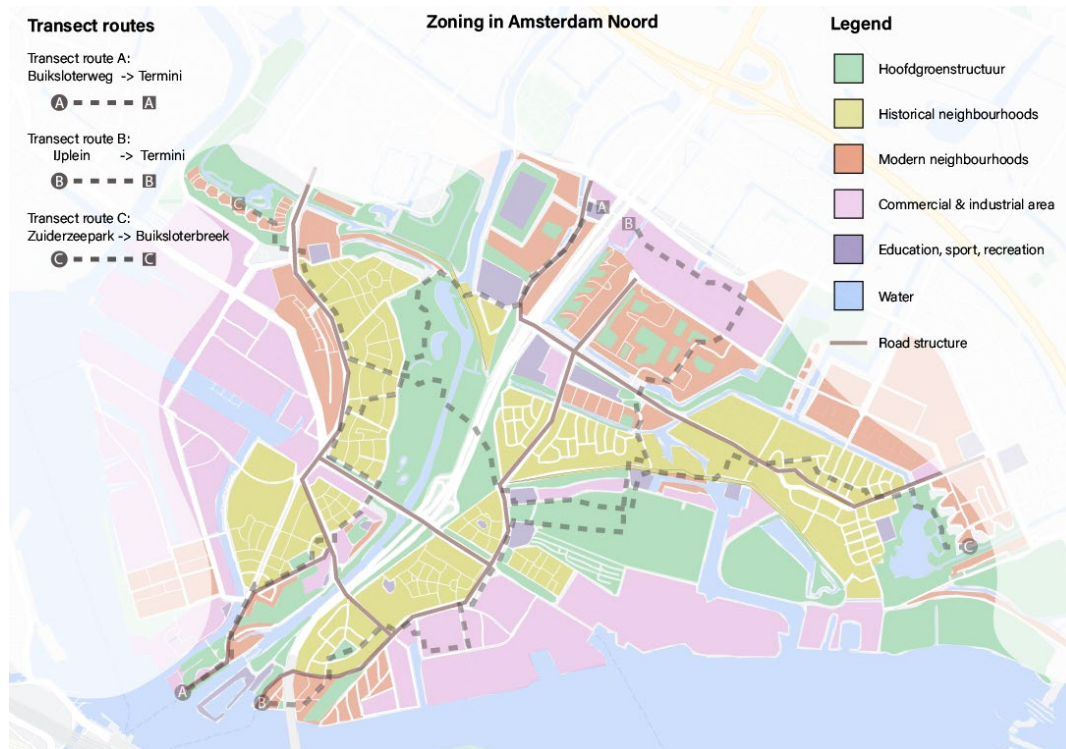 Zoning in Amsterdam Noord
Transect routes
Transect route A:
Buiksloterweg -> Termini
A A
Transect route B:
IJplein -> Termini
B B
Transect route C:
Zuiderzeepark -> Buiksloterbreek
C C
Legend
Hoofdgroenstructuur
Historical neighbourhoods
Modern neighbourhoods
Commercial & industrial area
Education, sport, recreation
Water
Road structure
C
A
B
C
A
B